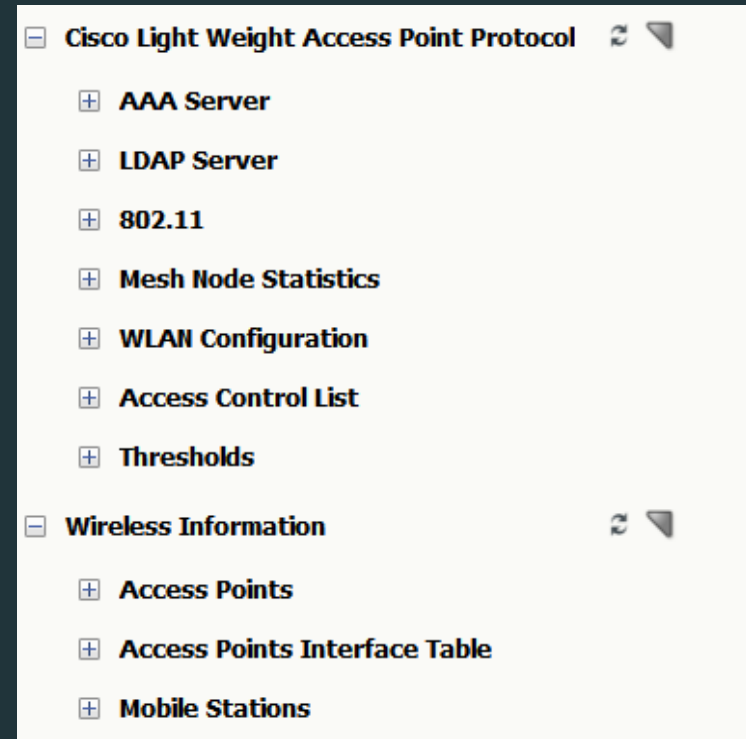 Cisco Light Weight Access Point Protocol
AAA Server
LDAP Server
802.11
Mesh Node Statistics
WLAN Configuration
Access Control List
Thresholds
Wireless Information
Access Points
Access Points Interface Table
Mobile Stations